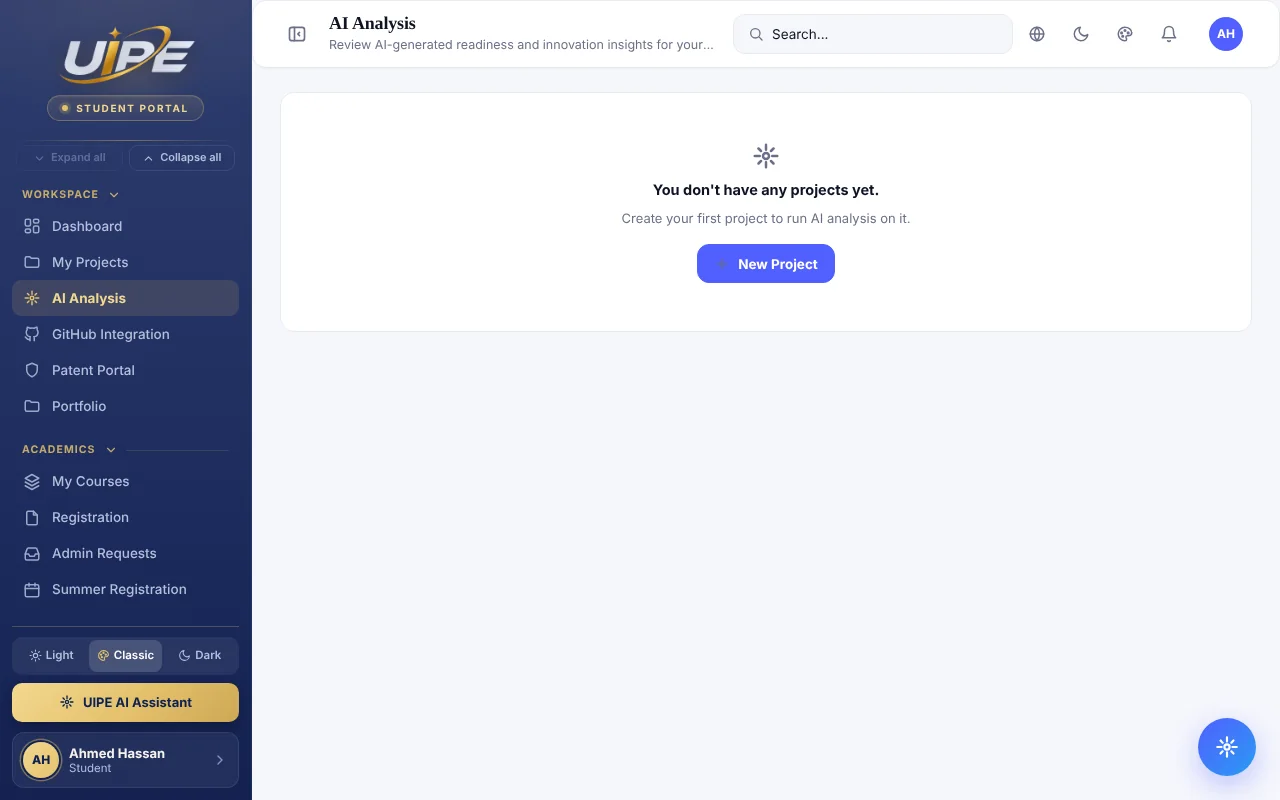 UiPE
STUDENT PORTAL
Expand all
Collapse all
WORKSPACE
Dashboard
My Projects
AI Analysis
GitHub Integration
Patent Portal
Portfolio
ACADEMICS
My Courses
Registration
Admin Requests
Summer Registration
Light
Classic
Dark
UIPE AI Assistant
AH
Ahmed Hassan
Student
AI Analysis
Review AI-generated readiness and innovation insights for your...
Search...
AH
You don't have any projects yet.
Create your first project to run AI analysis on it.
New Project